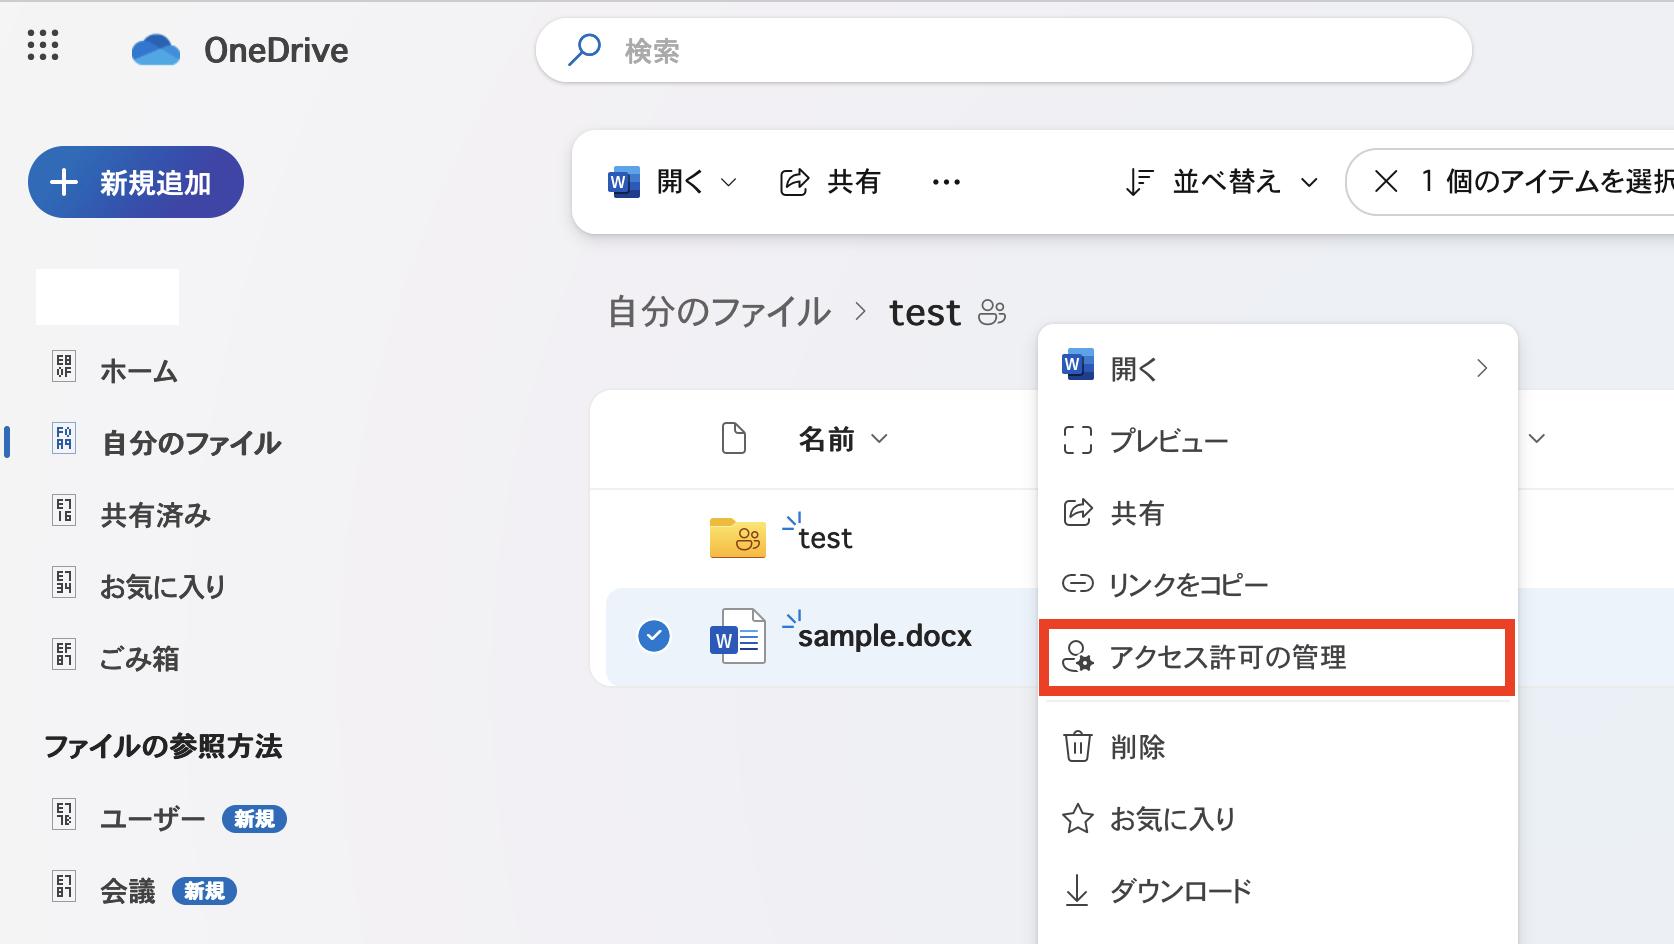 OneDrive
検索
新規追加
開く
共有
並べ替え
1 個のアイテムを選択
自分のファイル > test
ホーム
自分のファイル
共有済み
お気に入り
ごみ箱
ファイルの参照方法
ユーザー 新規
会議 新規
名前
test
sample.docx
開く
プレビュー
共有
リンクをコピー
アクセス許可の管理
削除
お気に入り
ダウンロード